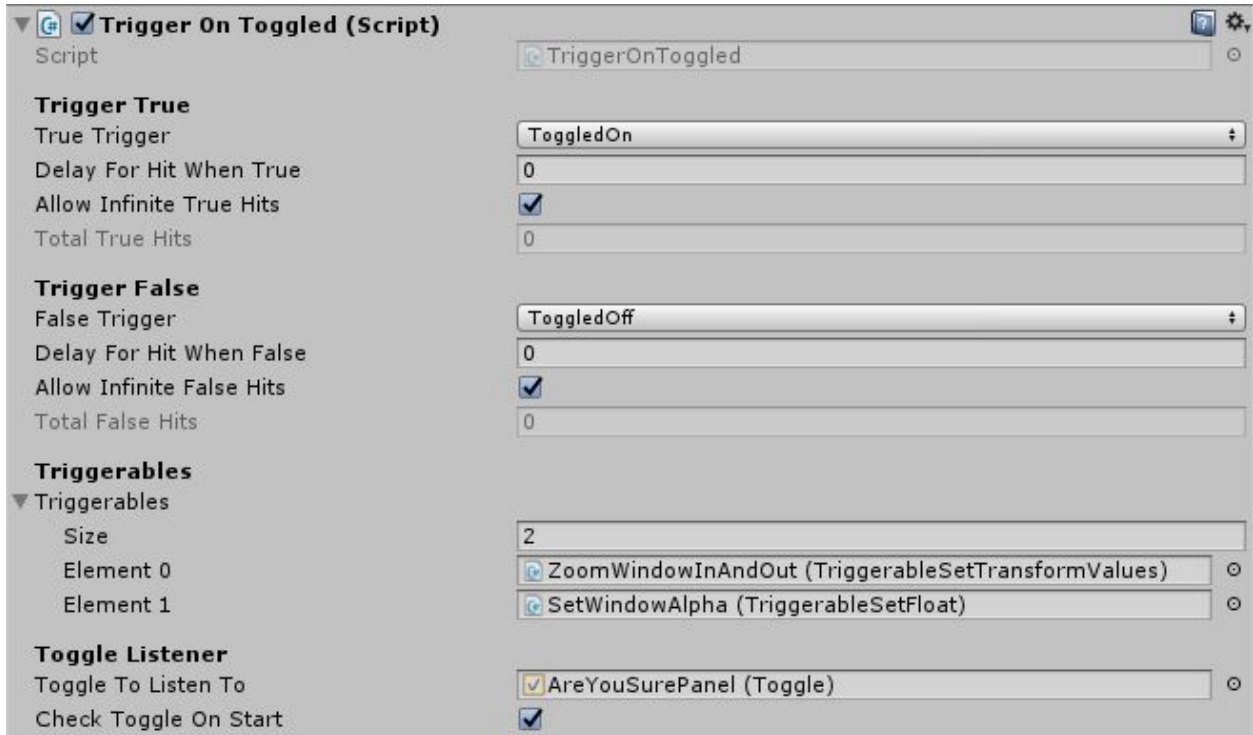 Trigger On Toggled (Script)
Script TriggerOnToggled
Trigger True
True Trigger ToggledOn
Delay For Hit When True 0
Allow Infinite True Hits
Total True Hits 0
Trigger False
False Trigger ToggledOff
Delay For Hit When False 0
Allow Infinite False Hits
Total False Hits 0
Triggerables
Triggerables
Size 2
Element 0 ZoomWindowInAndOut (TriggerableSetTransformValues)
Element 1 SetWindowAlpha (TriggerableSetFloat)
Toggle Listener
Toggle To Listen To AreYouSurePanel (Toggle)
Check Toggle On Start